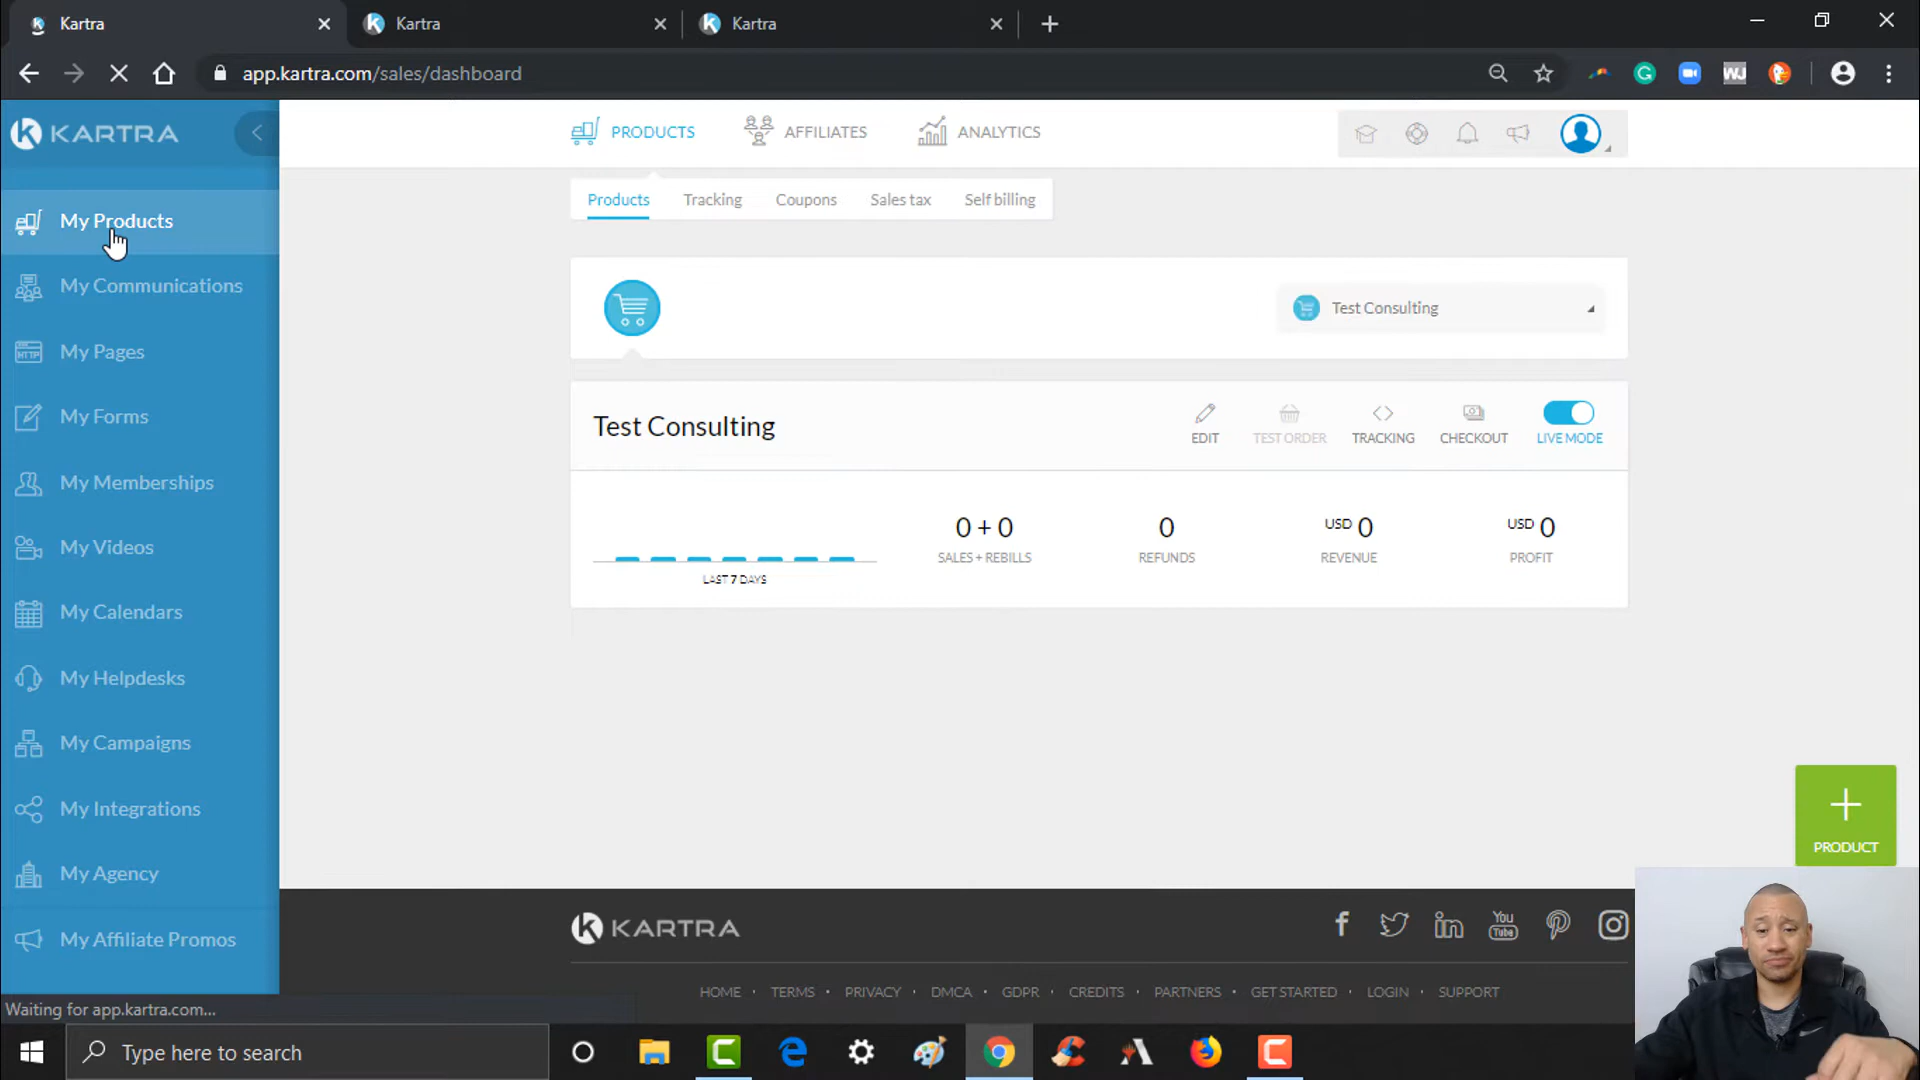 Kartra
Kartra
Kartra
app.kartra.com/sales/dashboard
KARTRA
PRODUCTS
AFFILIATES
ANALYTICS
My Products
Products
Tracking
Coupons
Sales tax
Self billing
My Communications
Test Consulting
My Pages
My Forms
Test Consulting
EDIT
TEST ORDER
TRACKING
CHECKOUT
LIVE MODE
My Memberships
0 + 0
0
USD 0
USD 0
SALES + REBILLS
REFUNDS
REVENUE
PROFIT
LAST 7 DAYS
My Videos
My Calendars
My Helpdesks
My Campaigns
My Integrations
PRODUCT
My Agency
My Affiliate Promos
KARTRA
You
Tube
HOME • TERMS • PRIVACY • DMCA • GDPR • CREDITS • PARTNERS • GET STARTED • LOGIN • SUPPORT
Waiting for app.kartra.com...
Type here to search